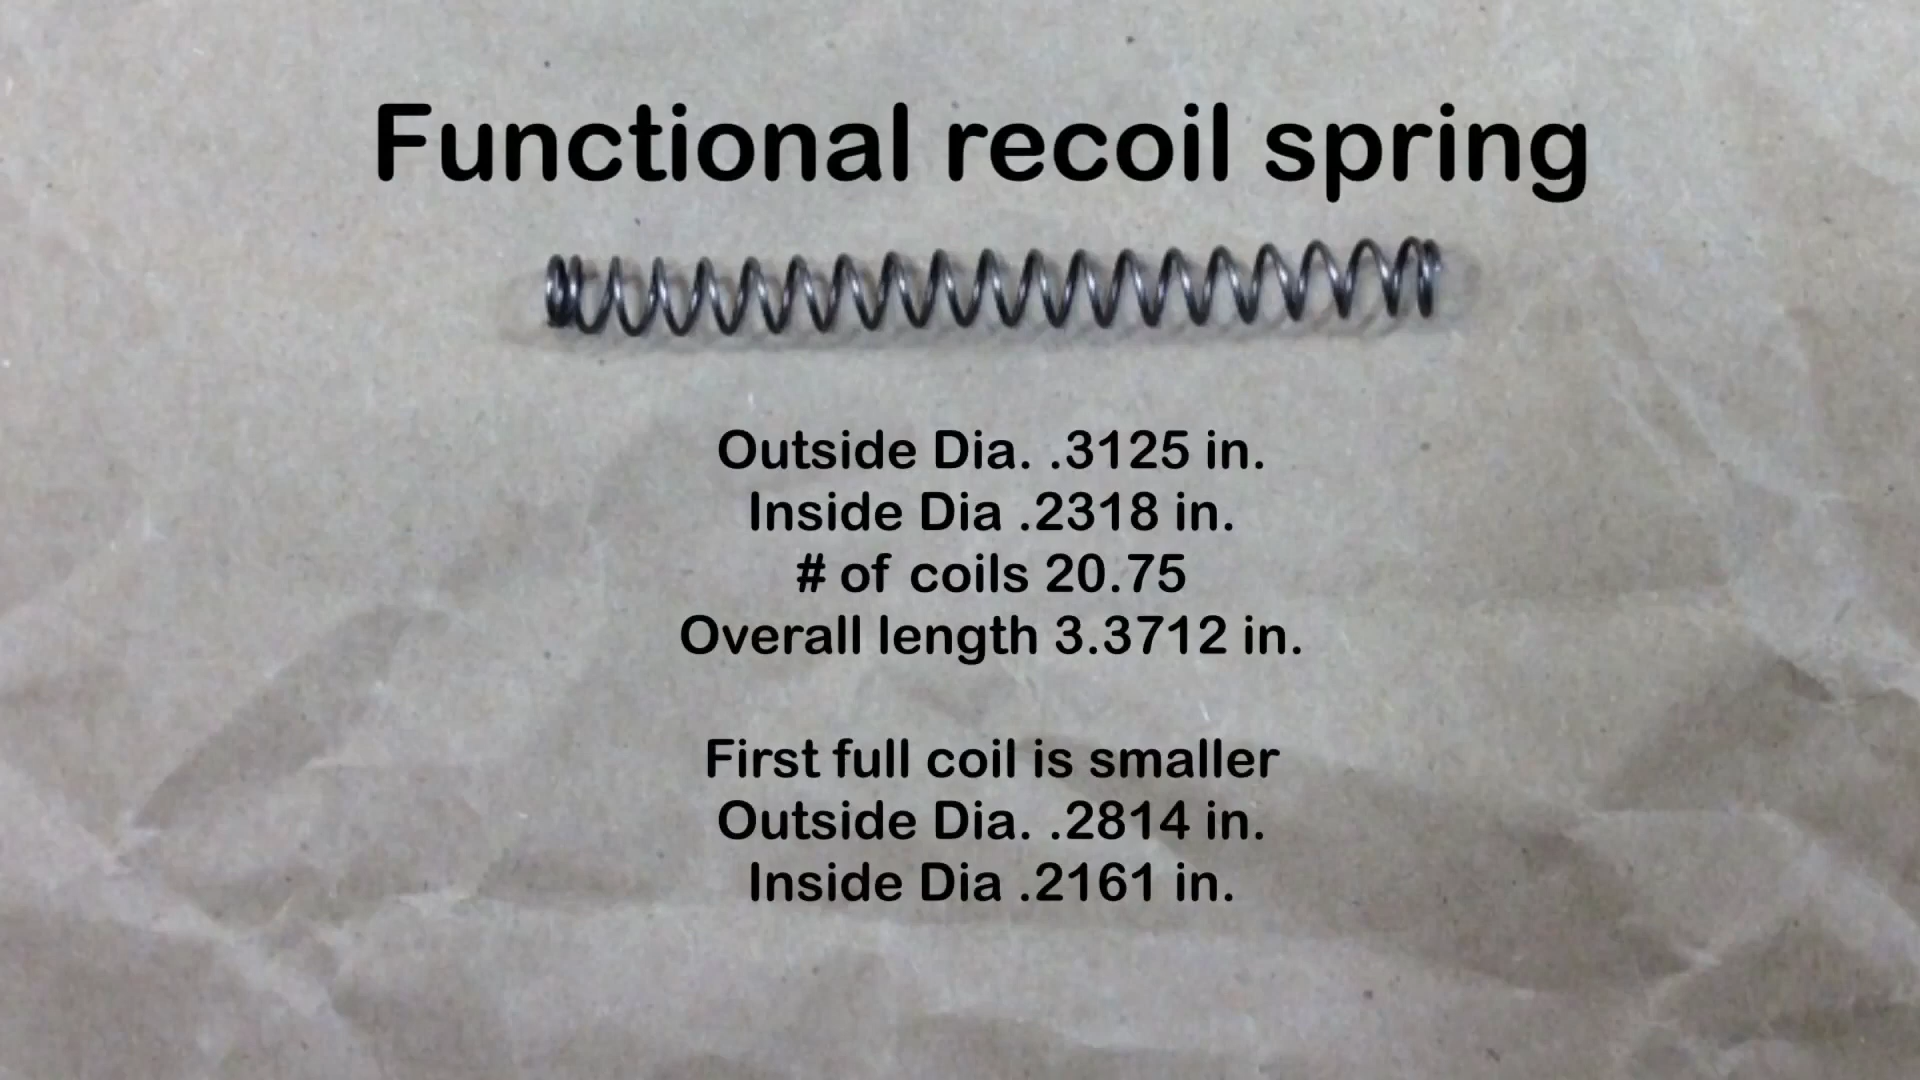 Functional recoil spring
Outside Dia. .3125 in.
Inside Dia .2318 in.
# of coils 20.75
Overall length 3.3712 in.
First full coil is smaller
Outside Dia. .2814 in.
Inside Dia .2161 in.